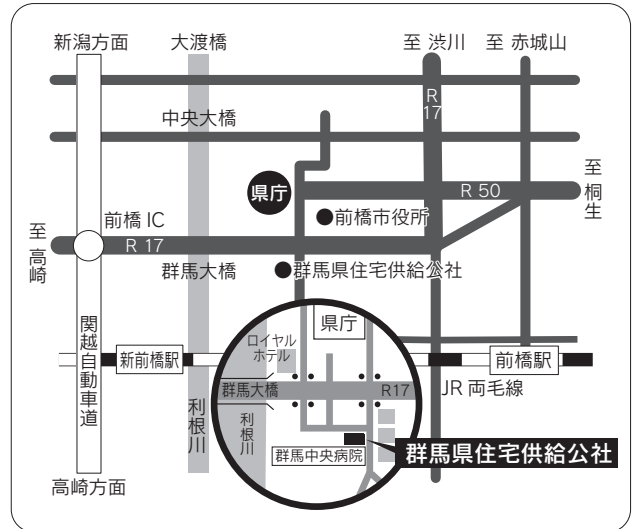 新潟方面
大渡橋
至 渋川
至 赤城山
R 17
中央大橋
県庁
R 50
至 桐生
前橋市役所
前橋 IC
至 高崎
R 17
群馬大橋
群馬県住宅供給公社
関越自動車道
新前橋駅
利根川
ロイヤル
ホテル
県庁
群馬大橋
R17
利根川
群馬中央病院
前橋駅
JR 両毛線
群馬県住宅供給公社
高崎方面